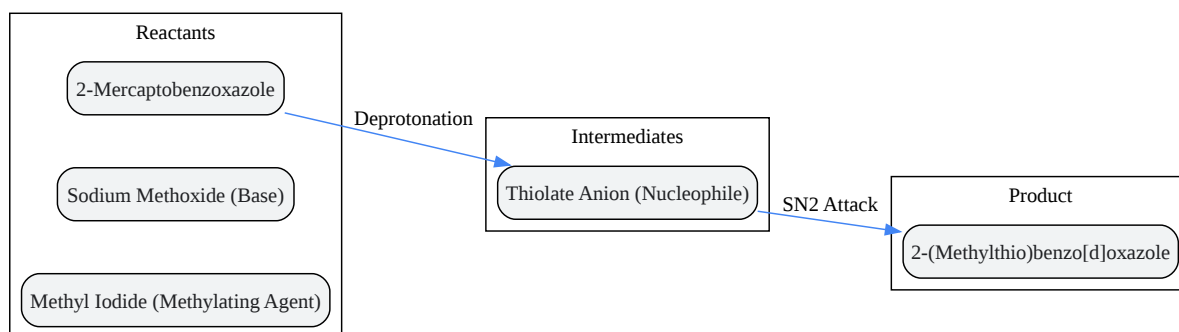 Reactants
2-Mercaptobenzoxazole
Sodium Methoxide (Base)
Methyl Iodide (Methylating Agent)
Deprotonation
Intermediates
Thiolate Anion (Nucleophile)
SN2 Attack
Product
2-(Methylthio)benzo[d]oxazole